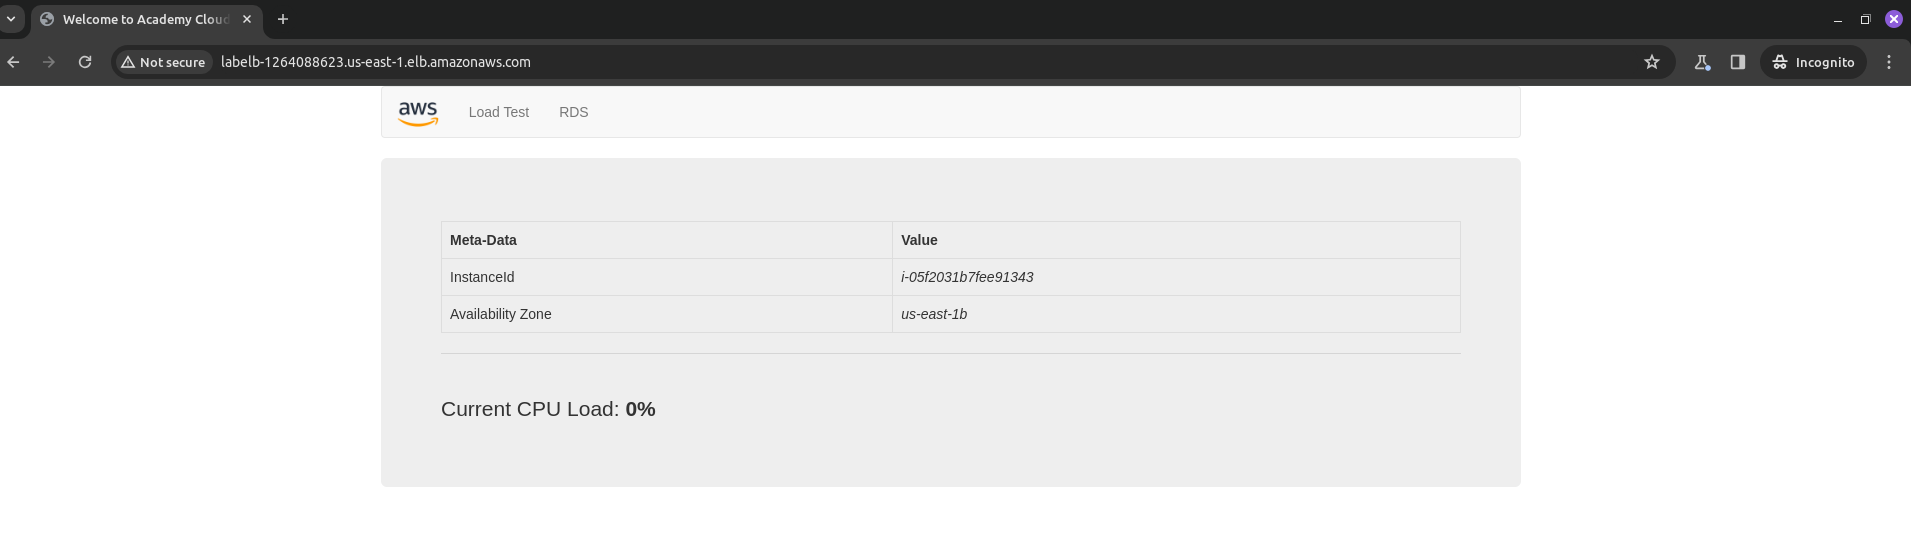 Welcome to Academy Cloud
Not secure labelb-1264088623.us-east-1.elb.amazonaws.com Incognito
aws Load Test RDS
Meta-Data Value
InstanceId i-05f2031b7fee91343
Availability Zone us-east-1b
Current CPU Load: 0%